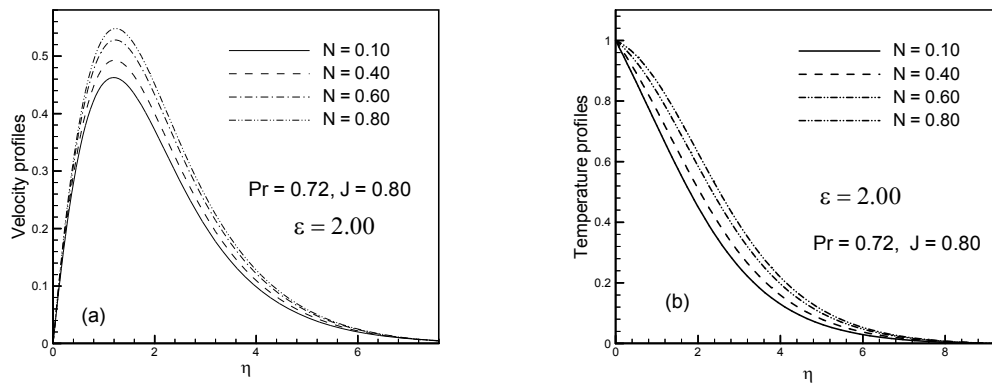 Velocity profiles
0.5
0.4
0.3
0.2
0.1
0
0
2
4
6
η
N = 0.10
N = 0.40
N = 0.60
N = 0.80
Pr = 0.72, J = 0.80
ε = 2.00
(a)
Temperature profiles
1
0.8
0.6
0.4
0.2
0
0
2
4
6
8
η
N = 0.10
N = 0.40
N = 0.60
N = 0.80
ε = 2.00
Pr = 0.72, J = 0.80
(b)